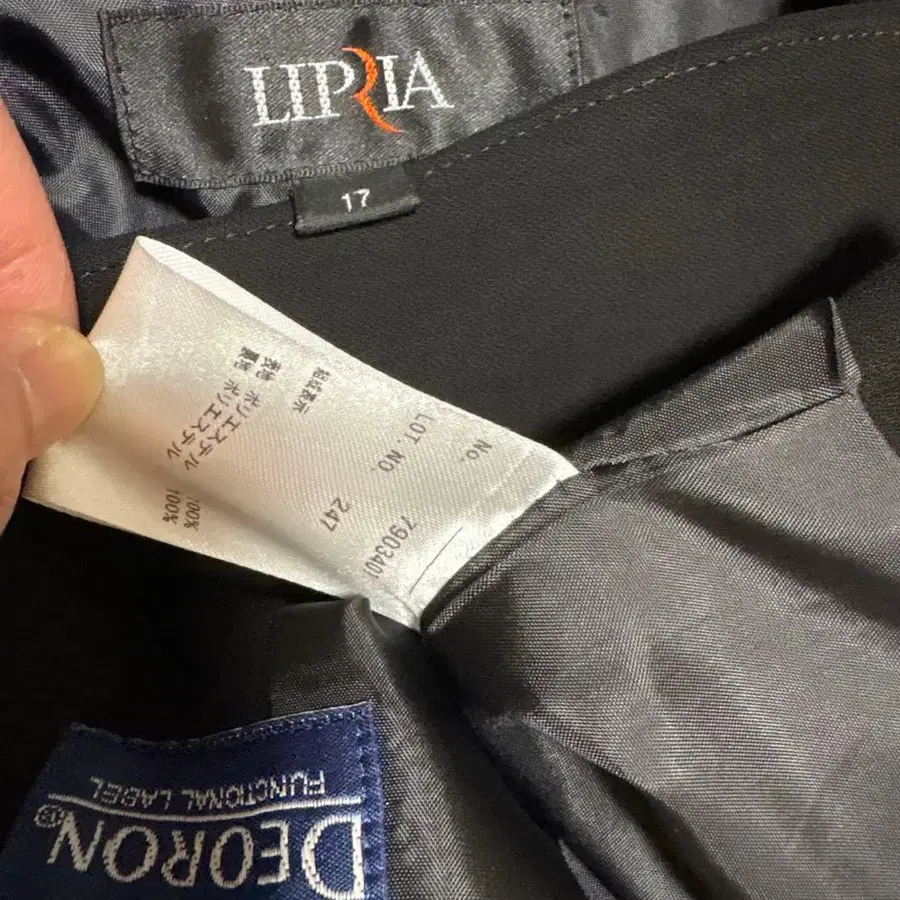 LIPRIA
17
No. 7903401
LOT. NO. 247
組成表示
表地 ポリエステル 100%
裏地 ポリエステル 100%
DEORON®
FUNCTIONAL LABEL